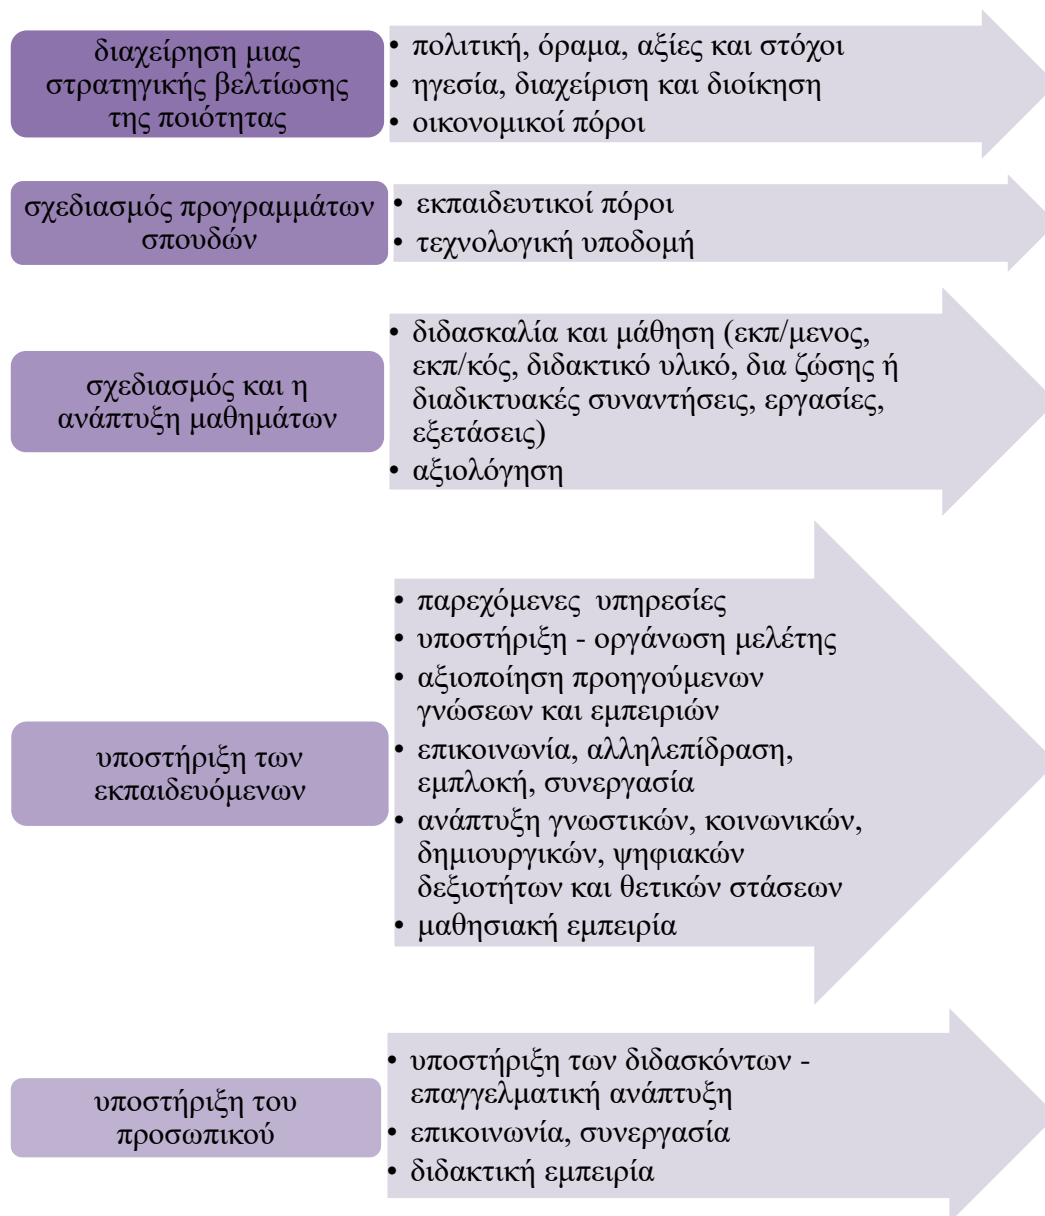 διαχείρηση μιας
στρατηγικής βελτίωσης
της ποιότητας
• πολιτική, όραμα, αξίες και στόχοι
• ηγεσία, διαχείριση και διοίκηση
• οικονομικοί πόροι
σχεδιασμός προγραμμάτων
σπουδών
• εκπαιδευτικοί πόροι
• τεχνολογική υποδομή
σχεδιασμός και η
ανάπτυξη μαθημάτων
• διδασκαλία και μάθηση (εκπ/μενος,
εκπ/κός, διδακτικό υλικό, δια ζώσης ή
διαδικτυακές συναντήσεις, εργασίες,
εξετάσεις)
• αξιολόγηση
υποστήριξη των
εκπαιδευόμενων
• παρεχόμενες υπηρεσίες
• υποστήριξη - οργάνωση μελέτης
• αξιοποίηση προηγούμενων
γνώσεων και εμπειριών
• επικοινωνία, αλληλεπίδραση,
εμπλοκή, συνεργασία
• ανάπτυξη γνωστικών, κοινωνικών,
δημιουργικών, ψηφιακών
δεξιοτήτων και θετικών στάσεων
• μαθησιακή εμπειρία
υποστήριξη του
προσωπικού
• υποστήριξη των διδασκόντων -
επαγγελματική ανάπτυξη
• επικοινωνία, συνεργασία
• διδακτική εμπειρία